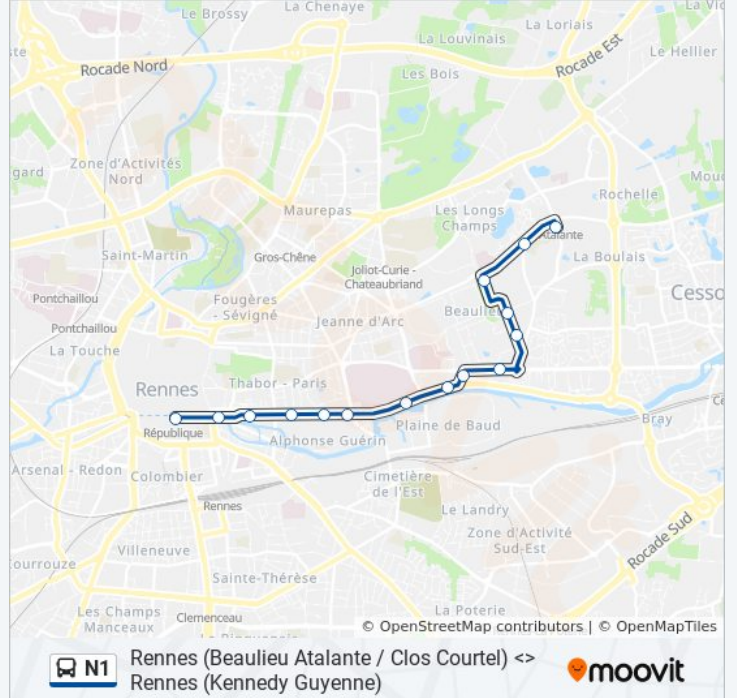 Le Brossy
La Chenaye
La Loriais
La Louvinais
Rocade Est
Le Hellier
Rocade Nord
Les Bois
Zone d'Activités
Nord
gard
Mou
Rochelle
Maurepas
Les Longs
Champs
Atalante
Saint-Martin
Gros-Chêne
La Boulais
Joliot-Curie -
Chateaubriand
Pontchaillou
Fougères
- Sévigné
Cesso
Beaulieu
Jeanne d'Arc
Pontchaillou
La Touche
Thabor - Paris
Rennes
République
Alphonse Guérin
Plaine de Baud
Bray
Arsenal - Redon
Colombier
Cimetière
de l'Est
Rennes
Le Landry
Zone d'Activité
Sud-Est
Rocade Sud
Villeneuve
ourrouze
Sainte-Thérèse
Les Champs
Manceaux
Clemenceau
La Poterie
© OpenStreetMap contributors | © OpenMapTiles
N1
Rennes (Beaulieu Atalante / Clos Courtel) <>
Rennes (Kennedy Guyenne)
moovit